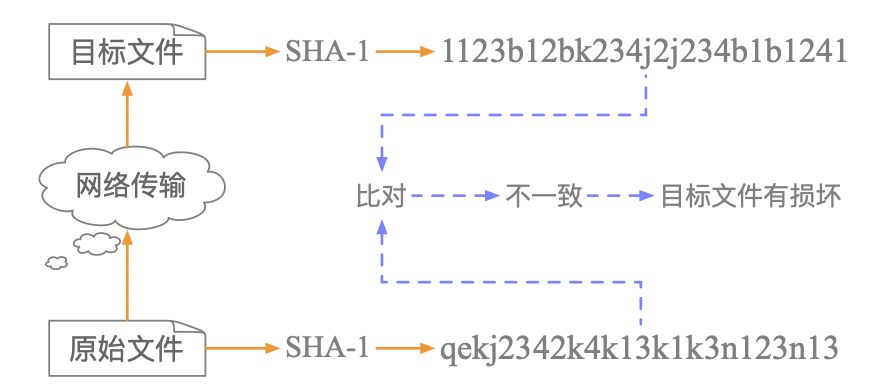 目标文件 SHA-1 1123b12bk234j2j234b1b1241
网络传输
比对 不一致 目标文件有损坏
原始文件 SHA-1 qekj2342k4k13k1k3n123n13